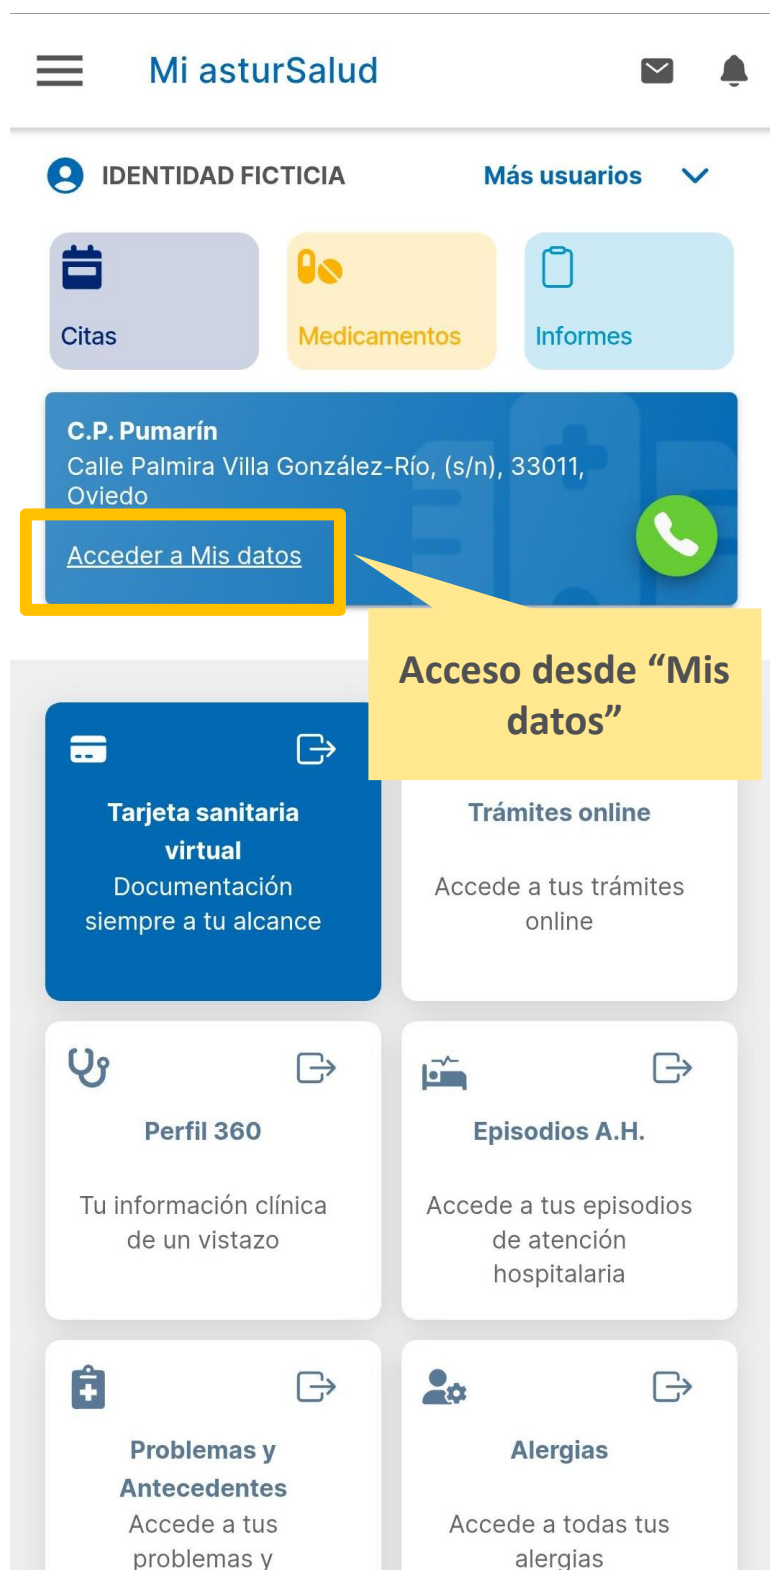 Mi asturSalud
IDENTIDAD FICTICIA
Más usuarios
Citas
Medicamentos
Informes
C.P. Pumarín
Calle Palmira Villa González-Río, (s/n), 33011,
Oviedo
Acceder a Mis datos
Acceso desde “Mis
datos”
Tarjeta sanitaria
virtual
Documentación
siempre a tu alcance
Trámites online
Accede a tus trámites
online
Perfil 360
Tu información clínica
de un vistazo
Episodios A.H.
Accede a tus episodios
de atención
hospitalaria
Problemas y
Antecedentes
Accede a tus
problemas y
Alergias
Accede a todas tus
alergias